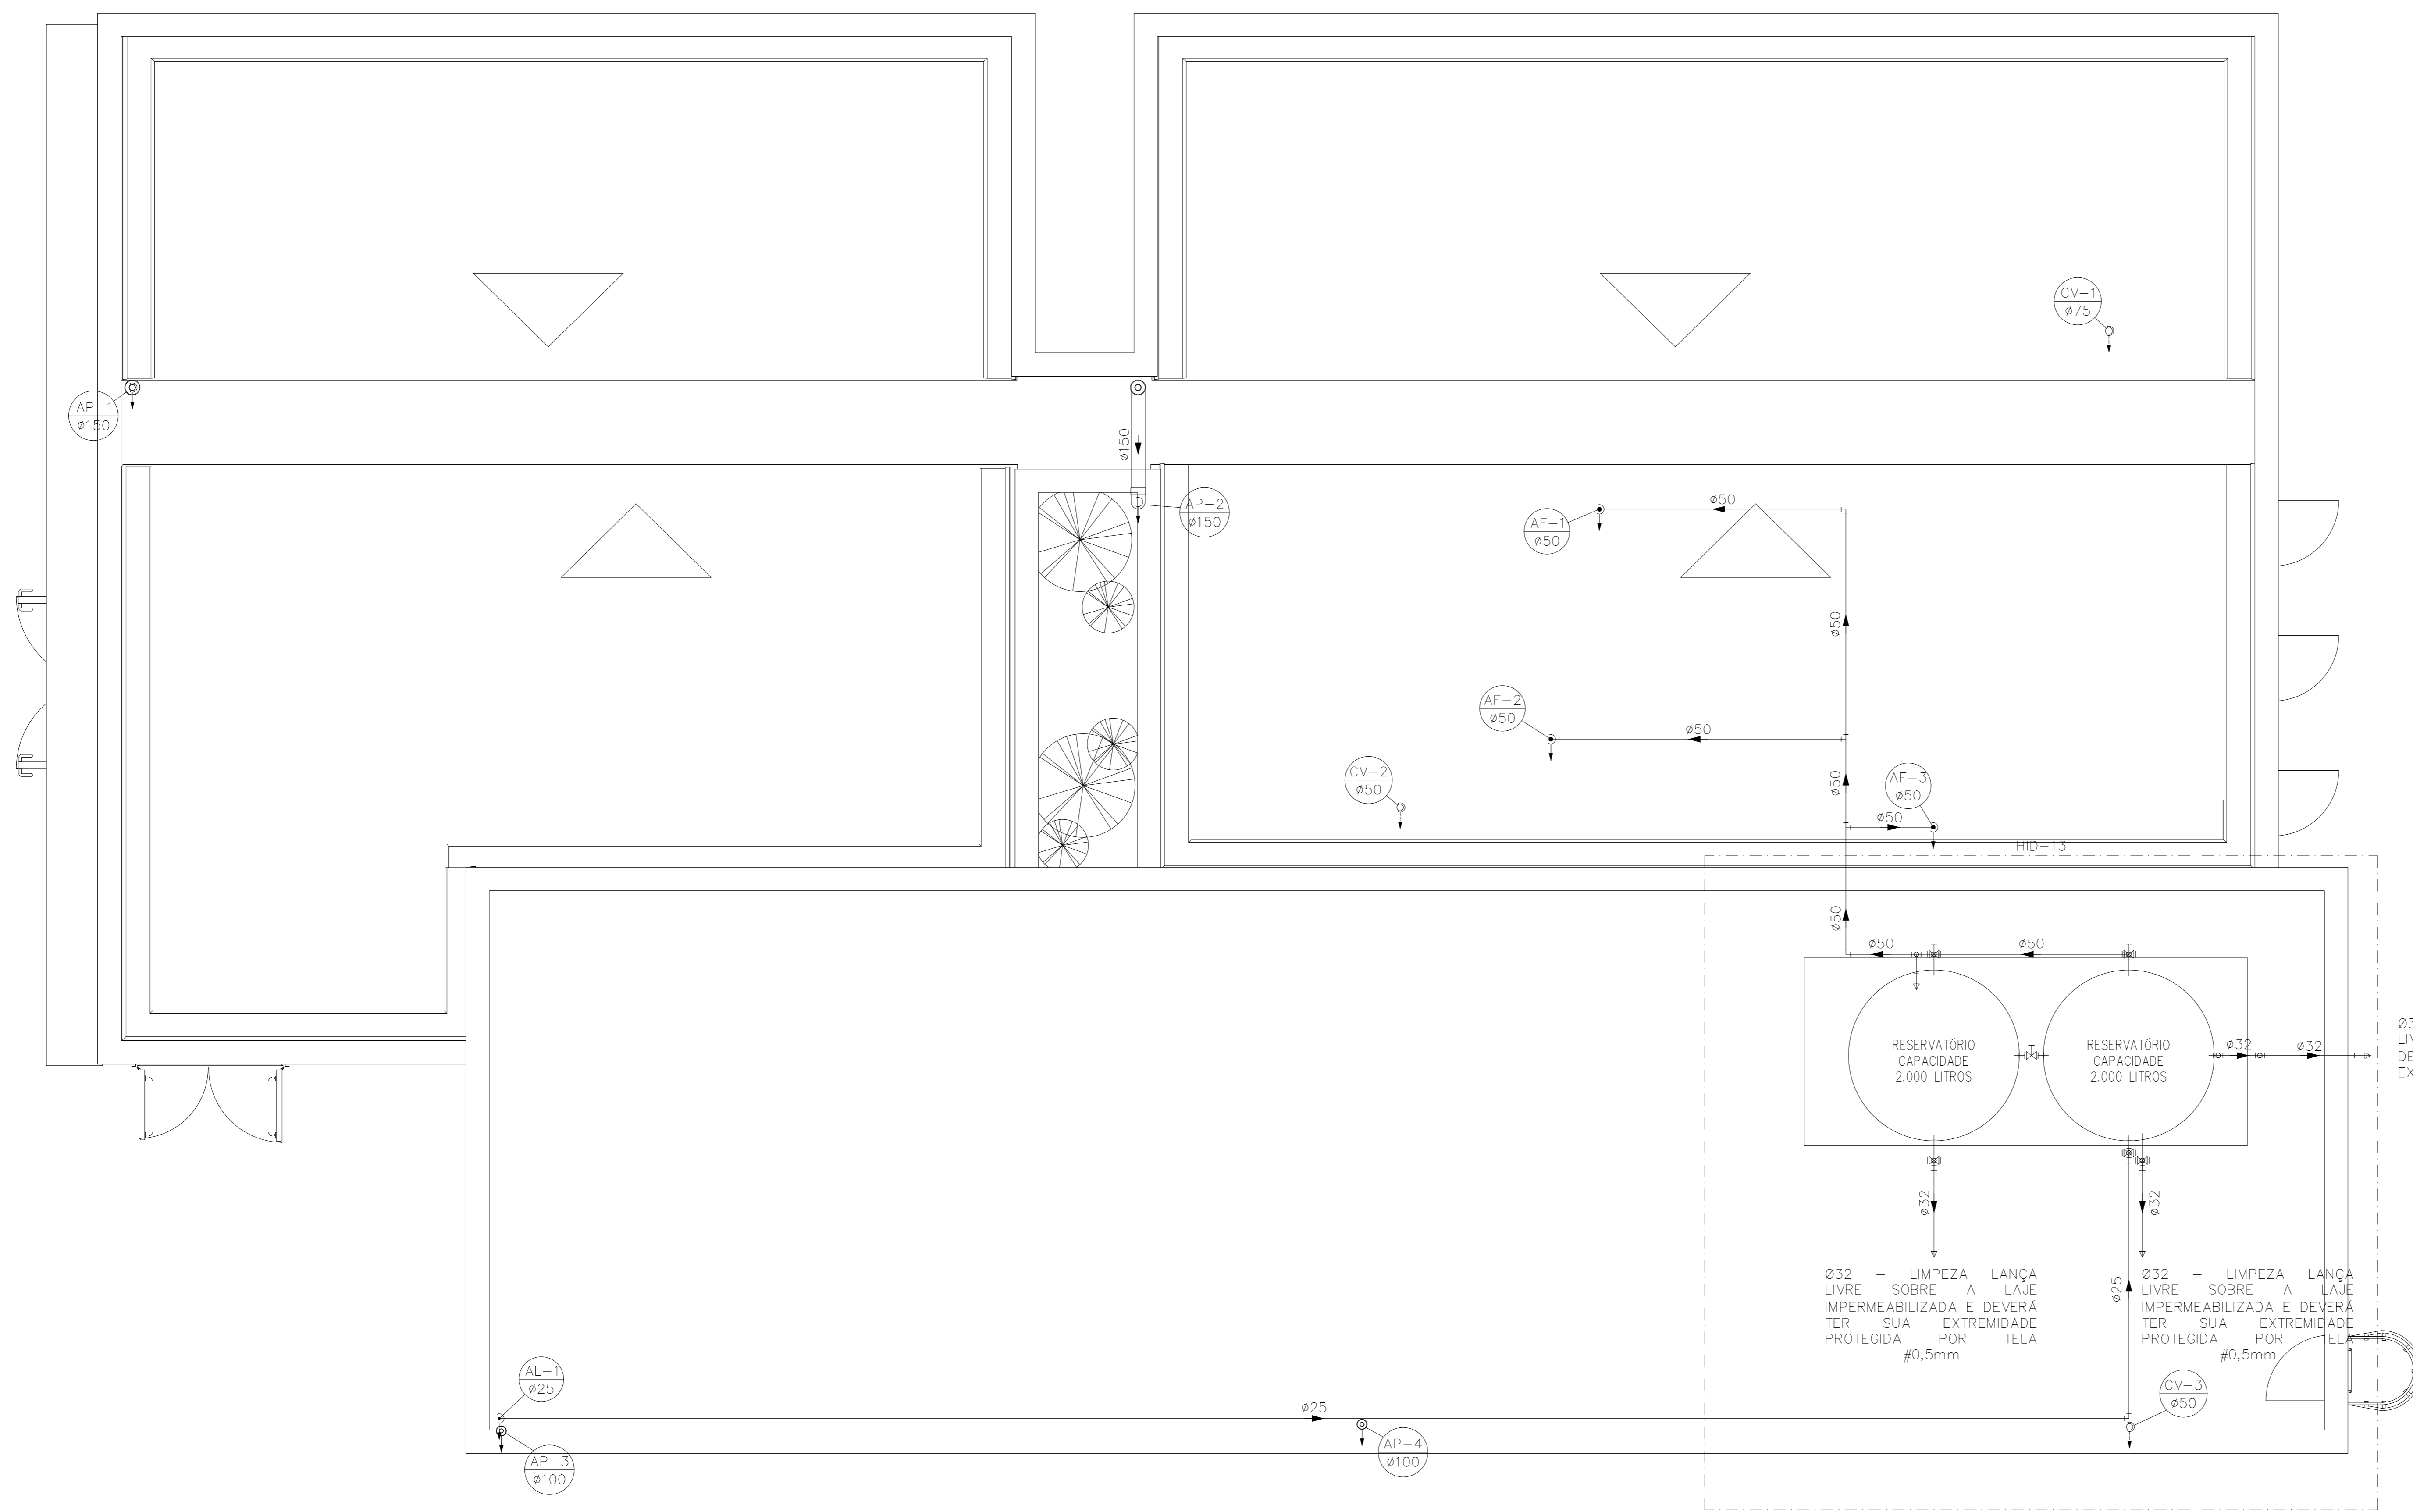 CV-1
ø75
AP-1
ø150
ø150
AP-2
ø150
ø50
AF-1
ø50
ø50
AF-2
ø50
ø50
CV-2
ø50
ø50
AF-3
ø50
ø50
HID-13
ø50
ø50
ø50
RESERVATÓRIO
CAPACIDADE
2.000 LITROS
RESERVATÓRIO
CAPACIDADE
2.000 LITROS
ø32
ø32
Ø3
LIV
DE
EX
ø32
ø32
Ø32 - LIMPEZA LANÇA
LIVRE SOBRE A LAJE
IMPERMEABILIZADA E DEVERÁ
TER SUA EXTREMIDADE
PROTEGIDA POR TELA
#0,5mm
ø25
Ø32 - LIMPEZA LANÇA
LIVRE SOBRE A LAJE
IMPERMEABILIZADA E DEVERÁ
TER SUA EXTREMIDADE
PROTEGIDA POR TELA
#0,5mm
AL-1
ø25
ø25
CV-3
ø50
AP-3
ø100
AP-4
ø100